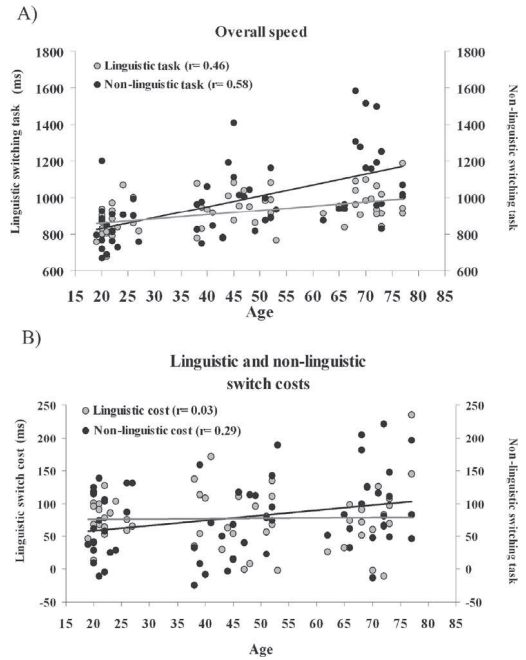 A)
Overall speed
1800 1800
(ms)
Linguistic task (r= 0.46)
Non-linguistic task (r= 0.58)
1600 1600
1400 1400
1200 1200
1000 1000
800 800
600 600
Linguistic switching task
Non-linguistic switching task
15 19 20 25 30 35 40 45 50 55 60 65 70 75 80 85
Age
B)
Linguistic and non-linguistic
switch costs
250 250
Linguistic cost (r= 0.03)
Non-linguistic cost (r= 0.29)
200 200
150 150
100 100
50 50
0 0
-50 -50
Linguistic switch cost (ms)
Non-linguistic switching task
15 20 25 30 35 40 45 50 55 60 65 70 75 80 85
Age